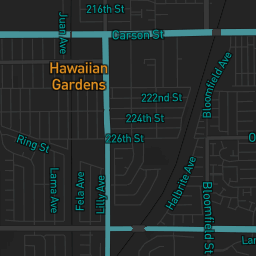 216th St
Juan Ave
Carson St
Bloomfield Ave
Hawaiian
Gardens
222nd St
224th St
226th St
Ring St
Lama Ave
Fela Ave
Lilly Ave
Halbrite Ave
Bloomfield St